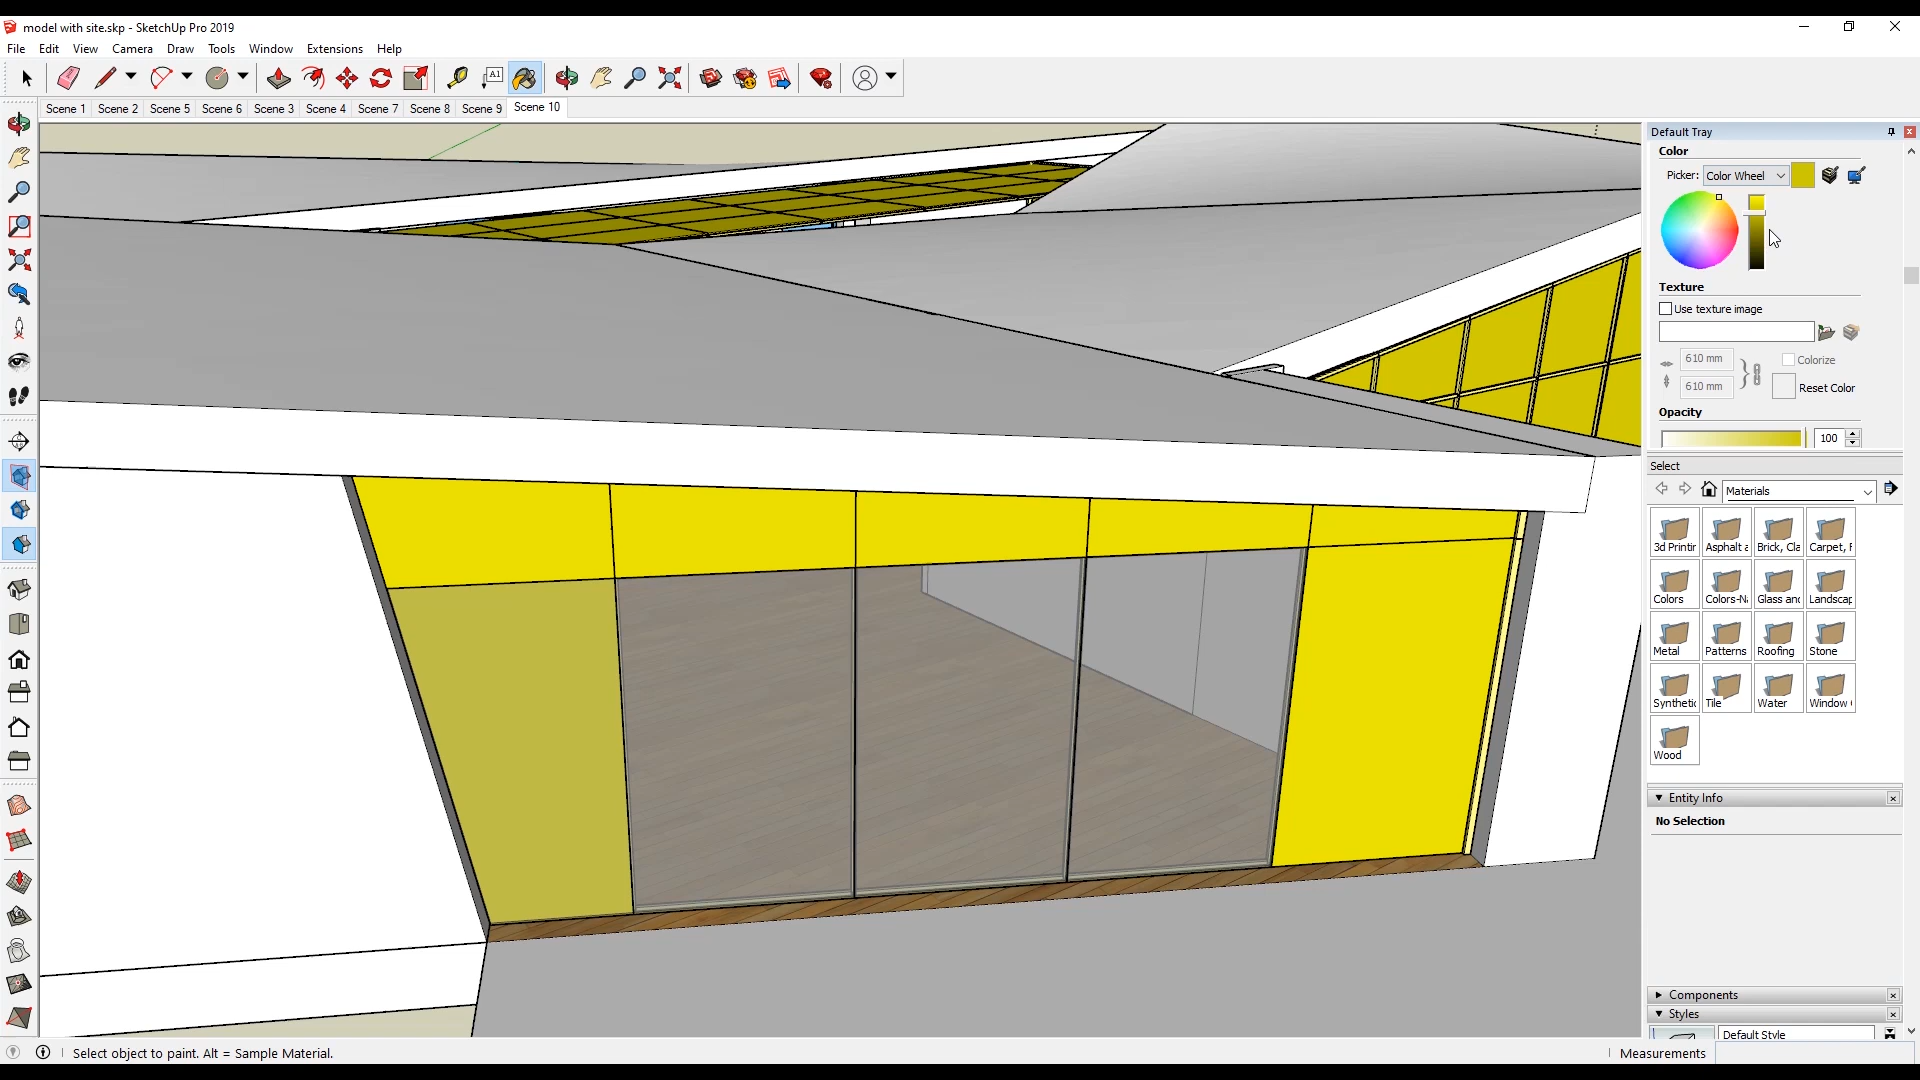 model with site.skp - SketchUp Pro 2019
File Edit View Camera Draw Tools Window Extensions Help
A1
Scene 1 Scene 2 Scene 5 Scene 6 Scene 3 Scene 4 Scene 7 Scene 8 Scene 9 Scene 10
Default Tray
Color
Picker: Color Wheel
Texture
Use texture image
610 mm
Colorize
610 mm
Reset Color
Opacity
100
Select
Materials
3d Printir Asphalt a Brick, Cla Carpet, F
Colors Colors-Na Glass and Landscap
Metal Patterns Roofing Stone
Synthetic Tile Water Window
Wood
Entity Info
No Selection
Components
Styles
Default Style
Select object to paint. Alt = Sample Material.
Measurements